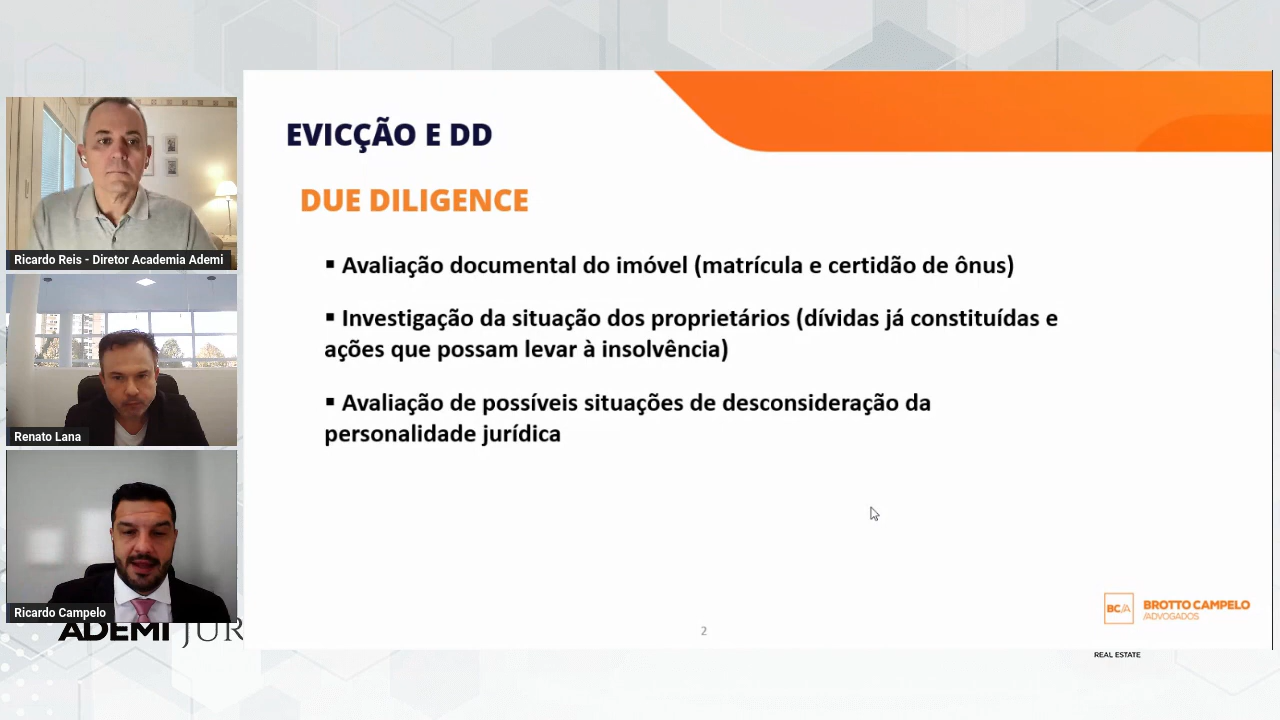 EVICÇÃO E DD
DUE DILIGENCE
▪ Avaliação documental do imóvel (matrícula e certidão de ônus)
▪ Investigação da situação dos proprietários (dívidas já constituídas e
ações que possam levar à insolvência)
▪ Avaliação de possíveis situações de desconsideração da
personalidade jurídica
Ricardo Reis - Diretor Academia Ademi
Renato Lana
Ricardo Campelo
ADEMI JUR
BC/A
BROTTO CAMPELO
/ADVOGADOS
2
REAL ESTATE